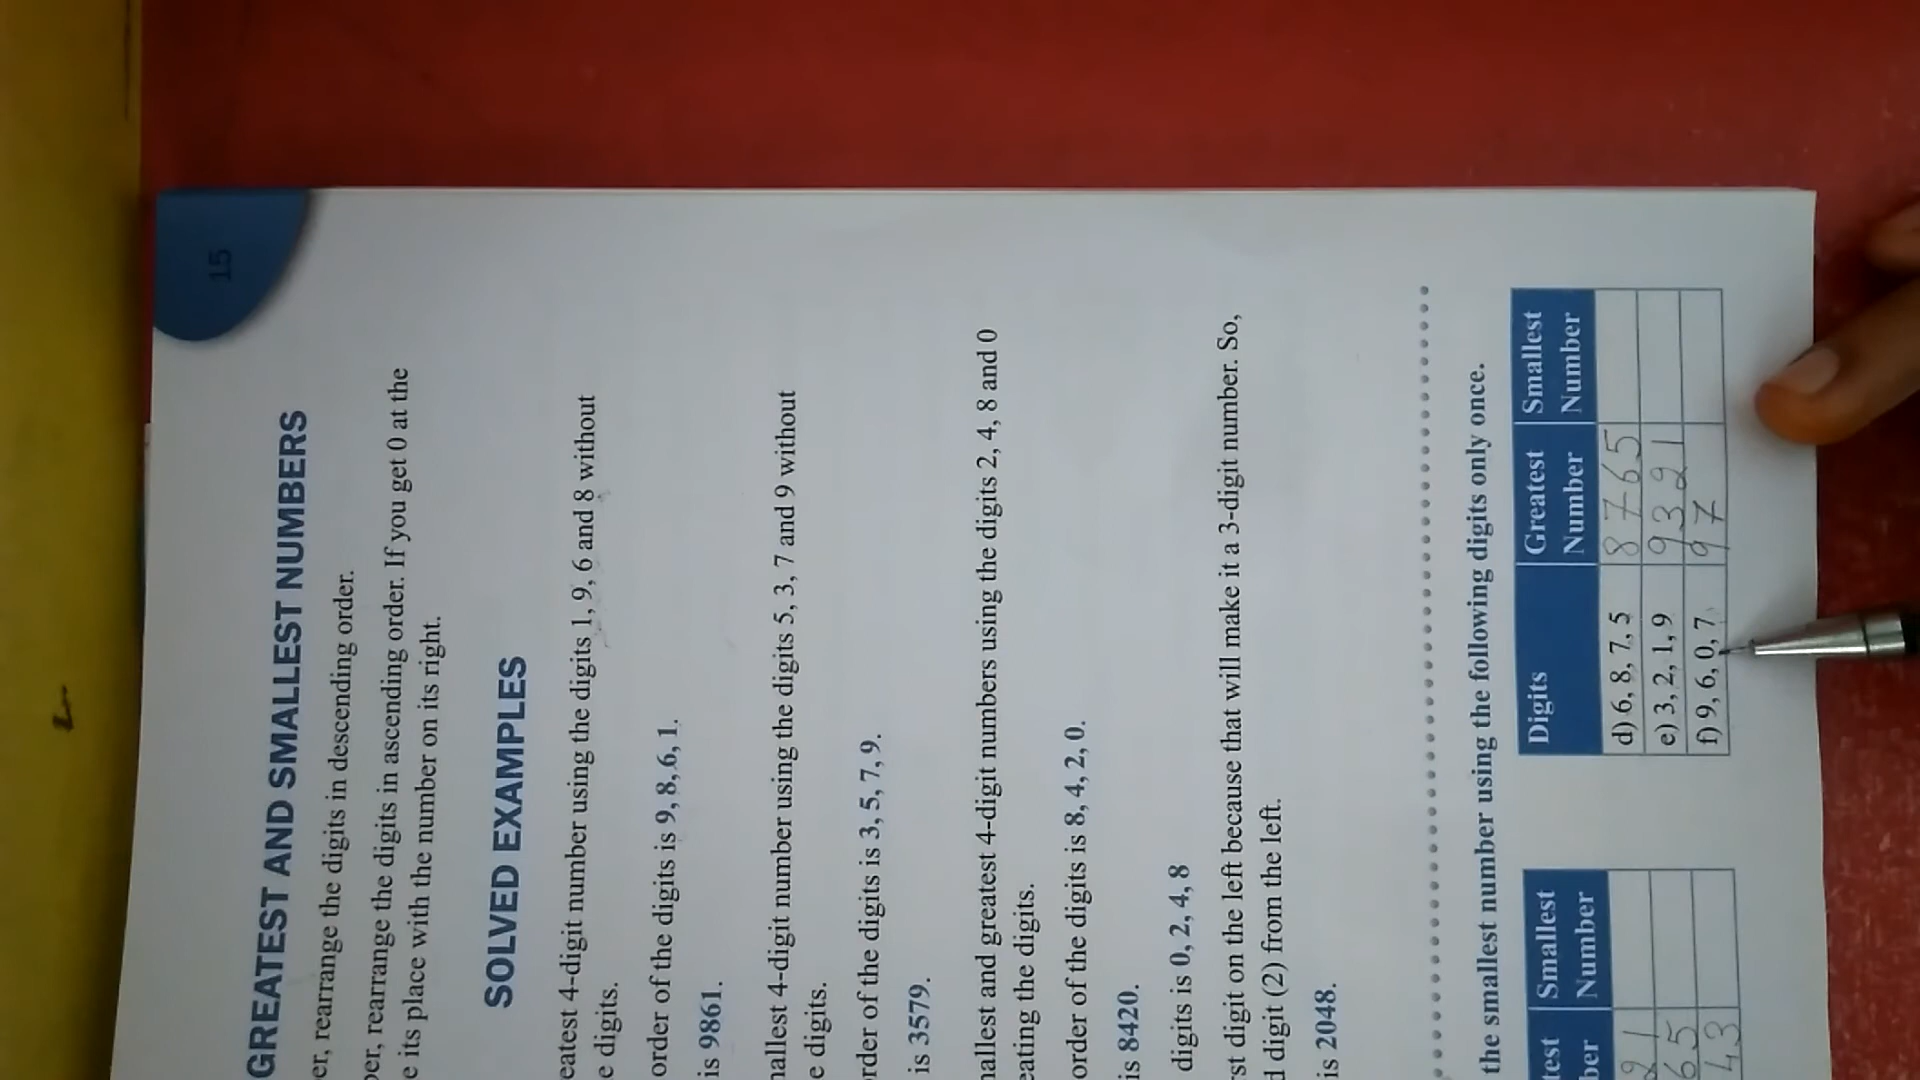 15
GREATEST AND SMALLEST NUMBERS
er, rearrange the digits in descending order.
ber, rearrange the digits in ascending order. If you get 0 at the
e its place with the number on its right.
SOLVED EXAMPLES
eatest 4-digit number using the digits 1, 9, 6 and 8 without
e digits.
order of the digits is 9, 8, 6, 1.
is 9861.
nallest 4-digit number using the digits 5, 3, 7 and 9 without
e digits.
rder of the digits is 3, 5, 7, 9.
is 3579.
nallest and greatest 4-digit numbers using the digits 2, 4, 8 and 0
eating the digits.
order of the digits is 8, 4, 2, 0.
is 8420.
digits is 0, 2, 4, 8
rst digit on the left because that will make it a 3-digit number. So,
d digit (2) from the left.
is 2048.
the smallest number using the following digits only once.
test Smallest
ber Number
21
65
43
Digits Greatest Number Smallest Number
d) 6, 8, 7, 5 8765
e) 3, 2, 1, 9 9321
f) 9, 6, 0, 7 97